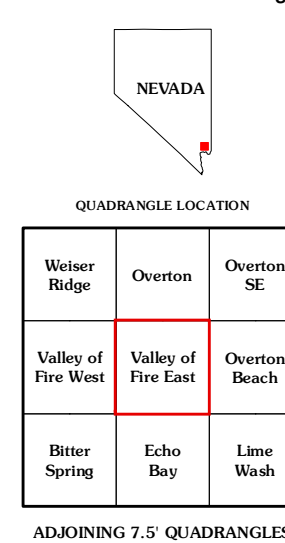 NEVADA
QUADRANGLE LOCATION
Weiser
Ridge
Overton
Overton
SE
Valley of
Fire West
Valley of
Fire East
Overton
Beach
Bitter
Spring
Echo
Bay
Lime
Wash
ADJOINING 7.5' QUADRANGLES